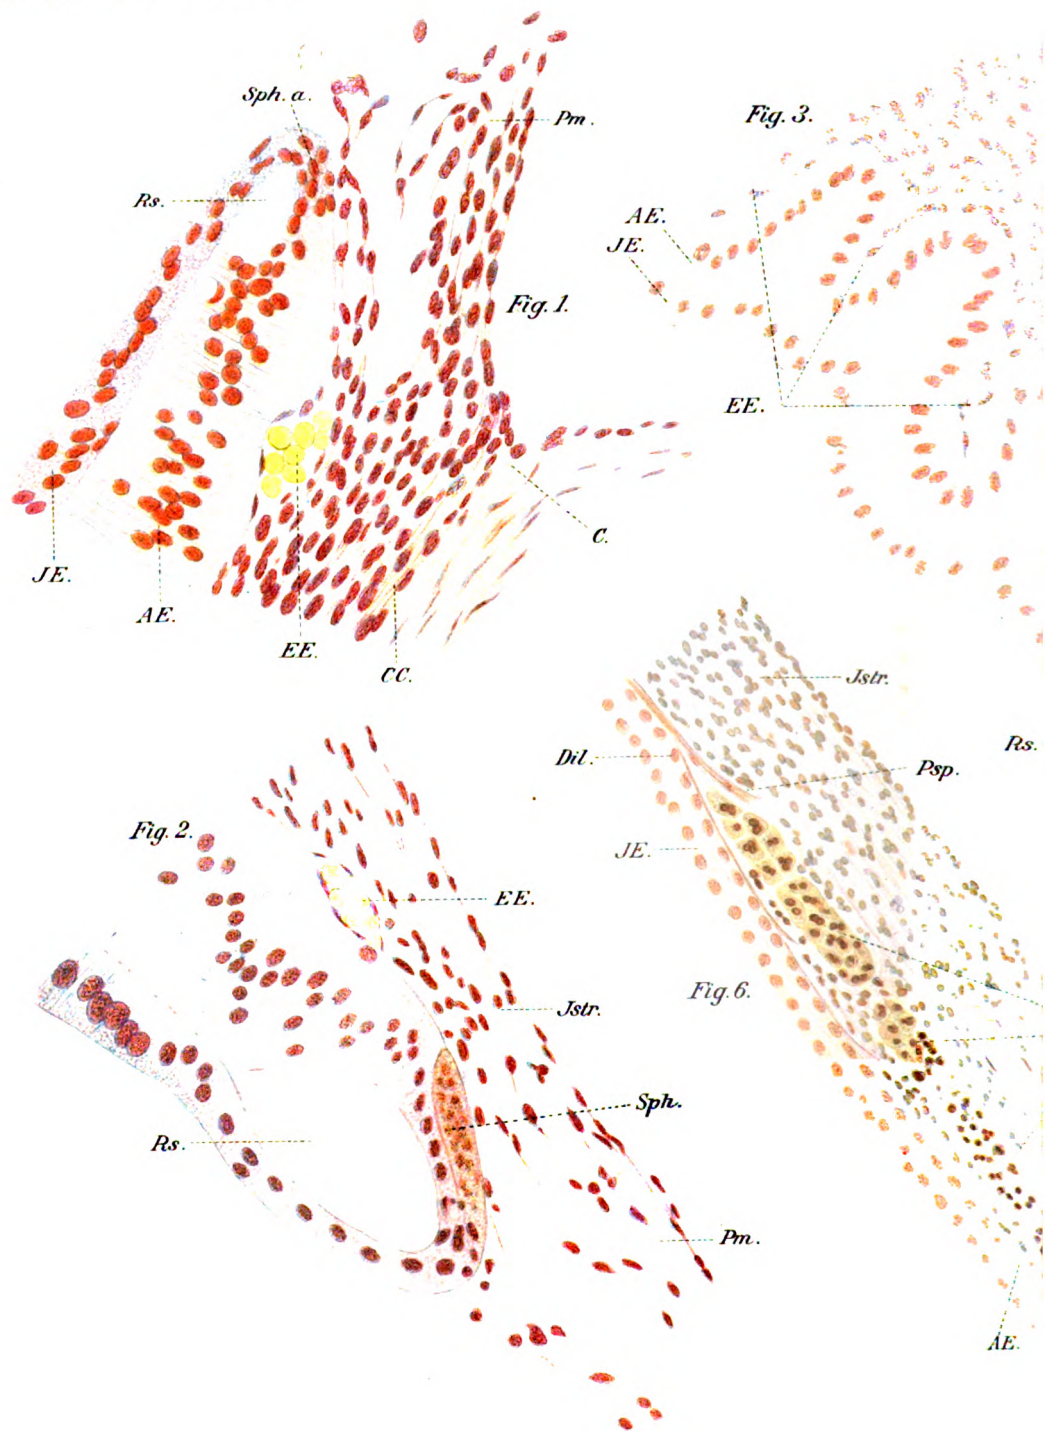 Sph. a.
Pm.
Rs.
Fig. 1.
C.
JE.
AE.
EE.
CC.
Fig. 3.
AE.
JE.
EE.
Fig. 2.
EE.
Jstr.
Sph.
Rs.
Pm.
Jstr.
Rs.
Dil.
Psp.
JE.
Fig. 6.
AE.